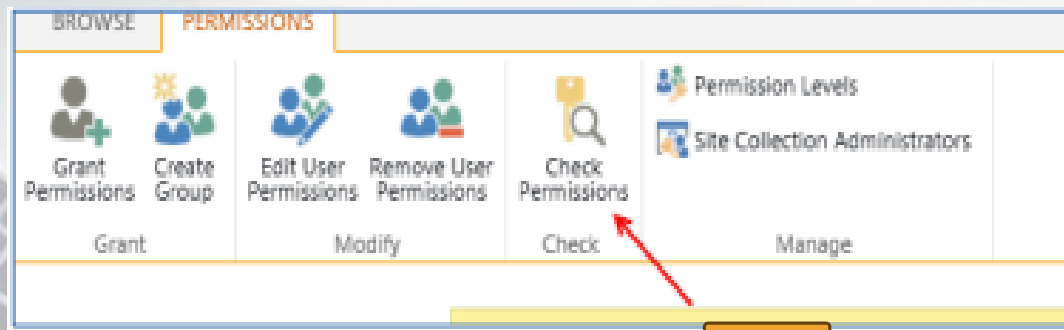 BROWSE PERMISSIONS
Grant Permissions
Create Group
Edit User Permissions
Remove User Permissions
Check Permissions
Permission Levels
Site Collection Administrators
Grant
Modify
Check
Manage